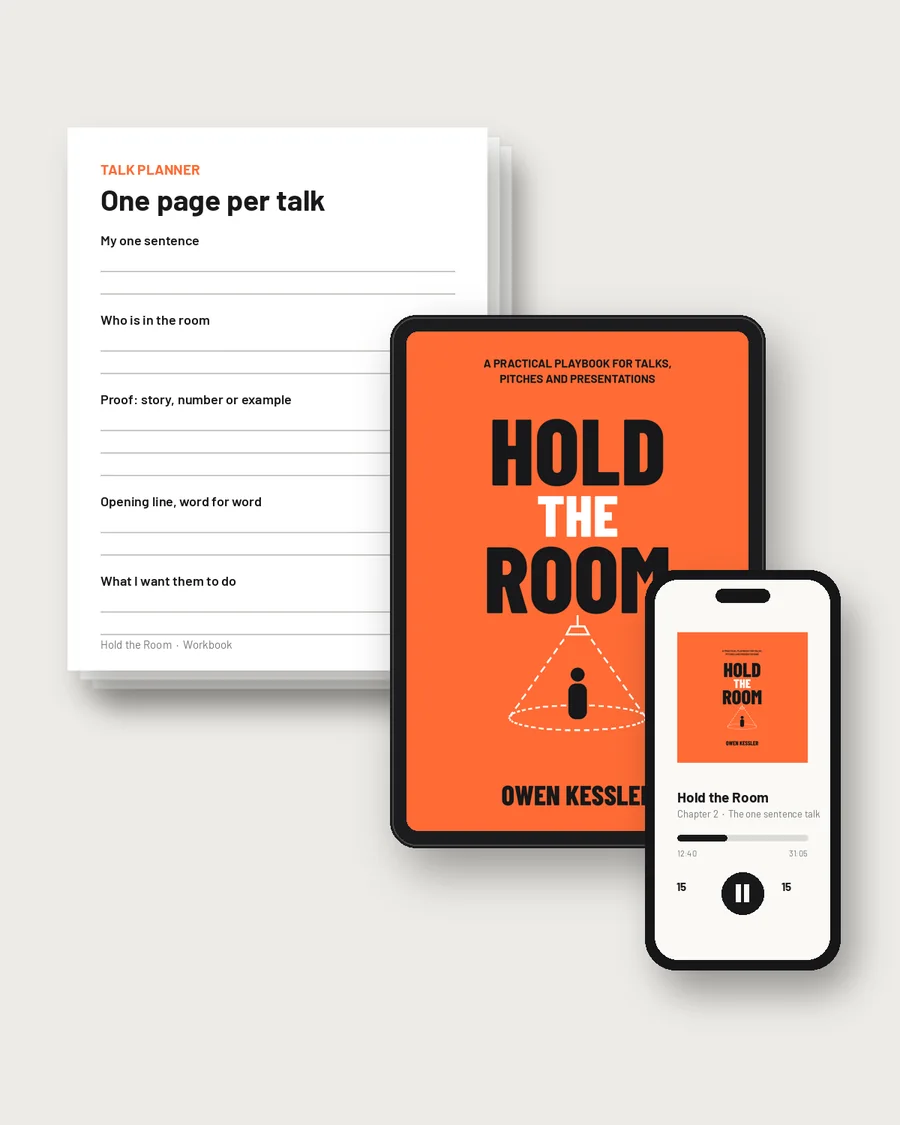 TALK PLANNER
One page per talk
My one sentence
Who is in the room
Proof: story, number or example
Opening line, word for word
What I want them to do
Hold the Room · Workbook
A PRACTICAL PLAYBOOK FOR TALKS,
PITCHES AND PRESENTATIONS
HOLD
THE
ROOM
OWEN KESSLE
HOLD
THE
ROOM
OWEN KESSLER
Hold the Room
Chapter 2 · The one sentence talk
12:40
31:05
15
15